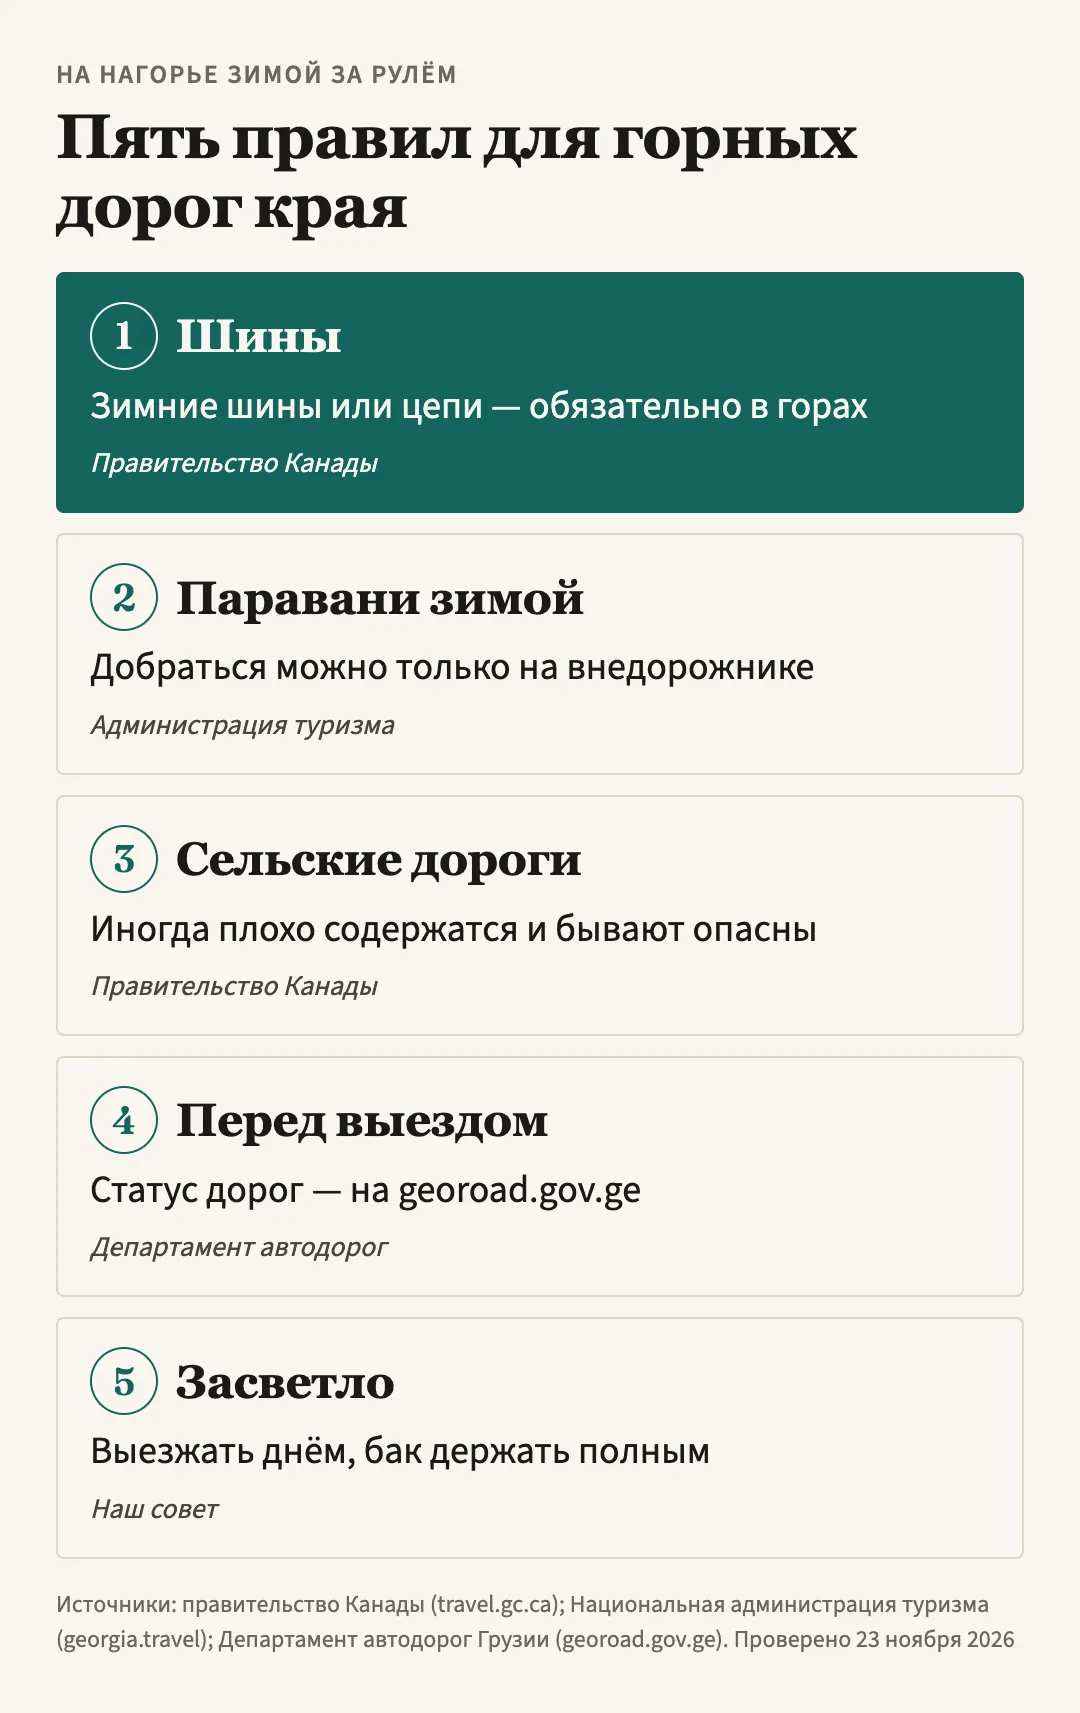 НА НАГОРЬЕ ЗИМОЙ ЗА РУЛЁМ
Пять правил для горных
дорог края
1 Шины
Зимние шины или цепи — обязательно в горах
Правительство Канады
2 Паравани зимой
Добраться можно только на внедорожнике
Администрация туризма
3 Сельские дороги
Иногда плохо содержатся и бывают опасны
Правительство Канады
4 Перед выездом
Статус дорог — на georoad.gov.ge
Департамент автодорог
5 Засветло
Выезжать днём, бак держать полным
Наш совет
Источники: правительство Канады (travel.gc.ca); Национальная администрация туризма
(georgia.travel); Департамент автодорог Грузии (georoad.gov.ge). Проверено 23 ноября 2026